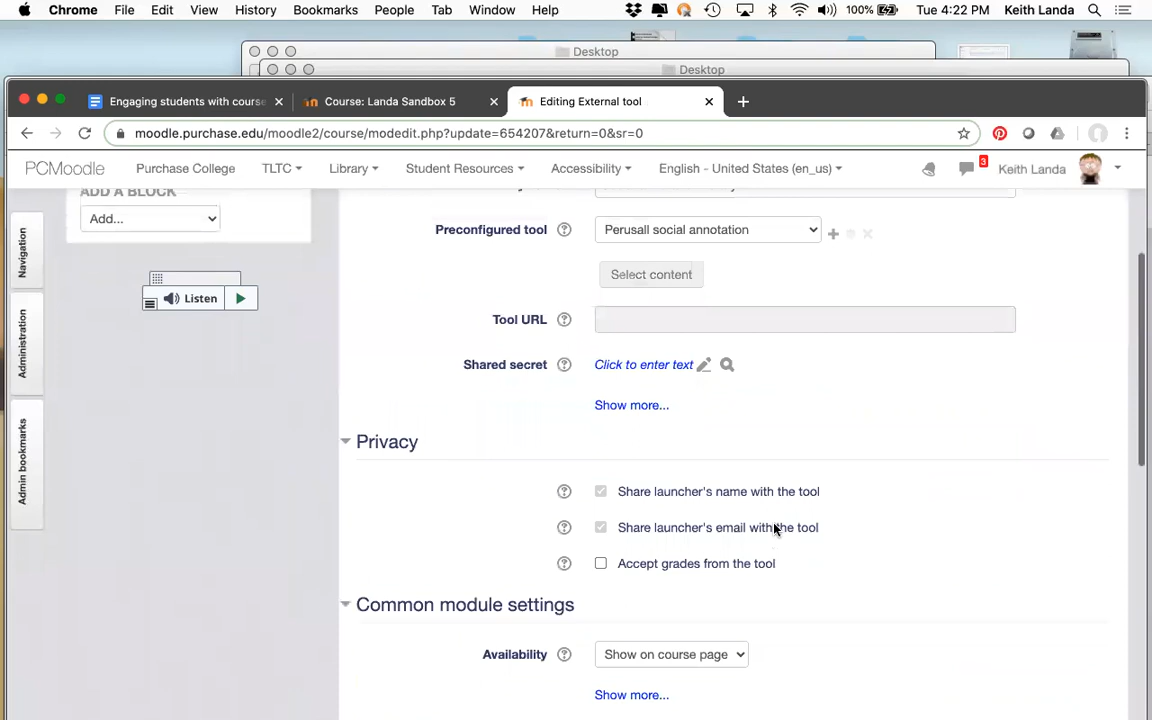 Chrome File Edit View History Bookmarks People Tab Window Help 100% Tue 4:22 PM Keith Landa
Desktop
Desktop
Engaging students with course Course: Landa Sandbox 5 Editing External tool
moodle.purchase.edu/moodle2/course/modedit.php?update=654207&return=0&sr=0
PCMoodle Purchase College TLTC Library Student Resources Accessibility English - United States (en_us) 3 Keith Landa
ADD A BLOCK
Add...
Navigation
Listen
Administration
Admin bookmarks
Preconfigured tool Perusall social annotation
Select content
Tool URL
Shared secret Click to enter text
Show more...
Privacy
Share launcher's name with the tool
Share launcher's email with the tool
Accept grades from the tool
Common module settings
Availability Show on course page
Show more...